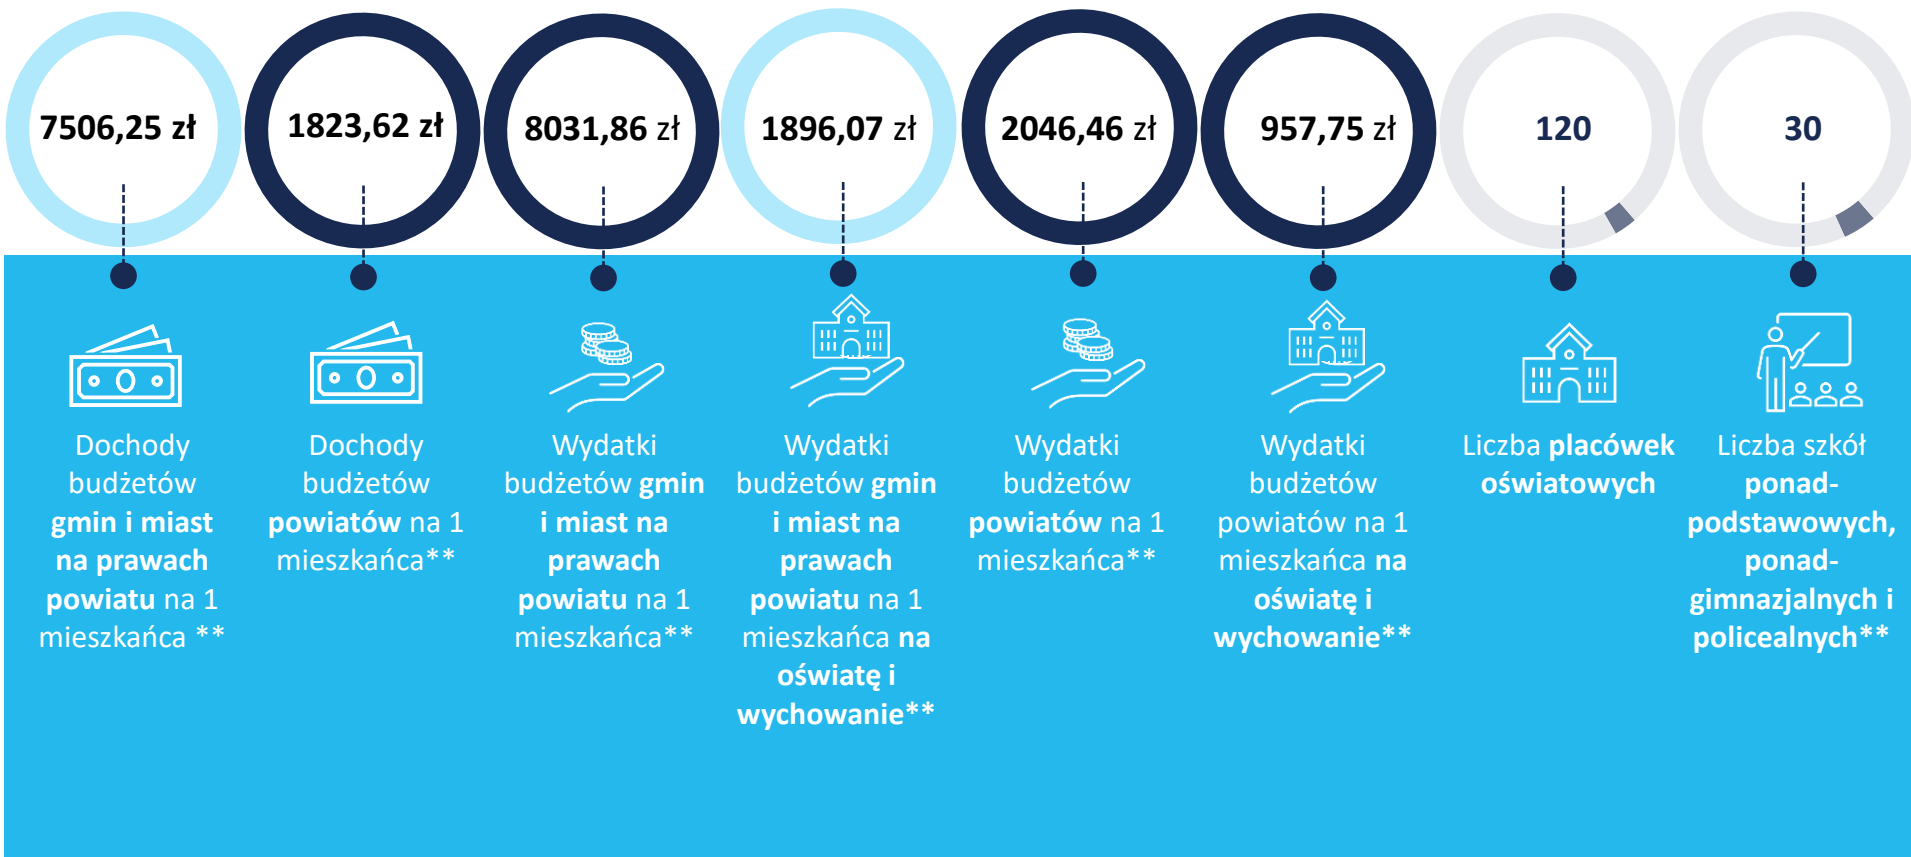 7506,25 zł
1823,62 zł
8031,86 zł
1896,07 zł
2046,46 zł
957,75 zł
120
30
Dochody
budżetów
gmin i miast
na prawach
powiatu na 1
mieszkańca **
Dochody
budżetów
powiatów na 1
mieszkańca**
Wydatki
budżetów gmin
i miast na
prawach
powiatu na 1
mieszkańca**
Wydatki
budżetów gmin
i miast na
prawach
powiatu na 1
mieszkańca na
oświatę i
wychowanie**
Wydatki
budżetów
powiatów na 1
mieszkańca**
Wydatki
budżetów
powiatów na 1
mieszkańca na
oświatę i
wychowanie**
Liczba placówek
oświatowych
Liczba szkół
ponad-
podstawowych,
ponad-
gimnazjalnych i
policealnych**